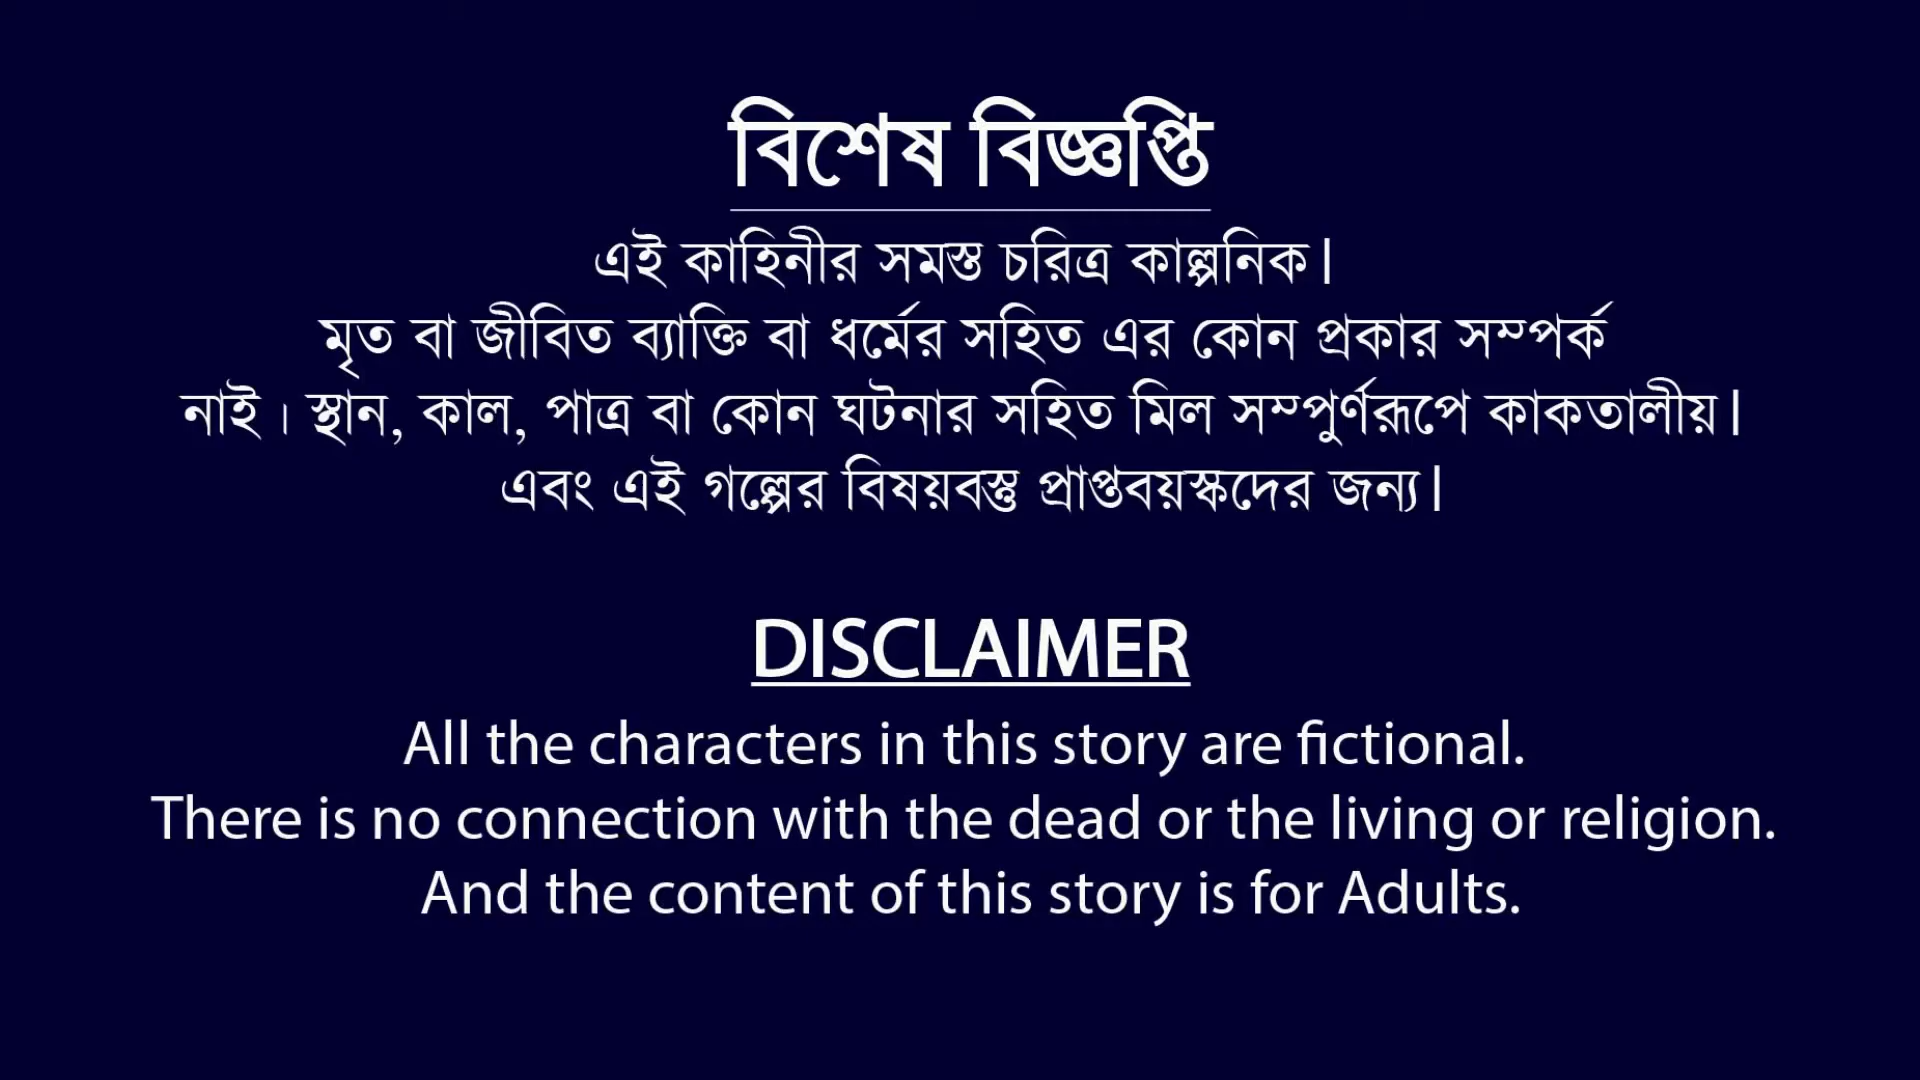 বিশেষ বিজ্ঞপ্তি
এই কাহিনীর সমস্ত চরিত্র কাল্পনিক।
মৃত বা জীবিত ব্যাক্তি বা ধর্মের সহিত এর কোন প্রকার সম্পর্ক
নাই। স্থান, কাল, পাত্র বা কোন ঘটনার সহিত মিল সম্পুর্ণরূপে কাকতালীয়।
এবং এই গল্পের বিষয়বস্তু প্রাপ্তবয়স্কদের জন্য।
DISCLAIMER
All the characters in this story are fictional.
There is no connection with the dead or the living or religion.
And the content of this story is for Adults.